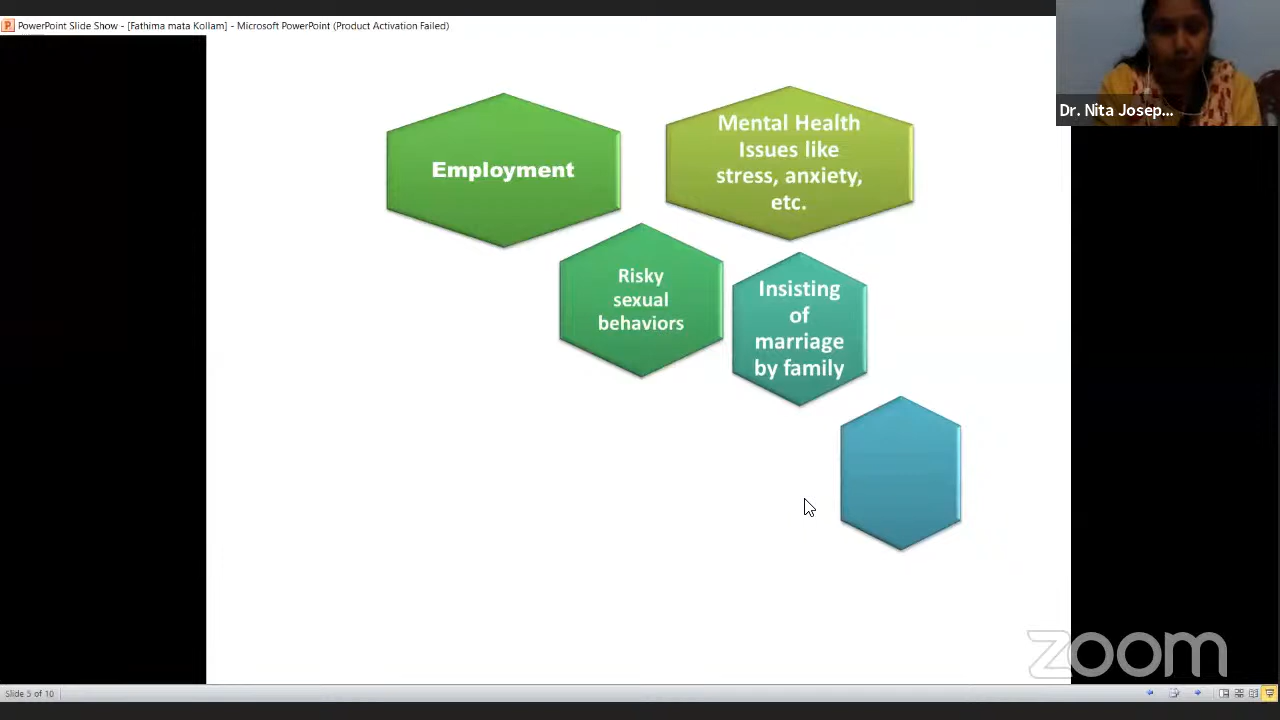 PowerPoint Slide Show - [Fathima mata Kollam] - Microsoft PowerPoint (Product Activation Failed)
Dr. Nita Josep...
Employment
Mental Health
Issues like
stress, anxiety,
etc.
Risky
sexual
behaviors
Insisting
of
marriage
by family
zoom
Slide 5 of 10